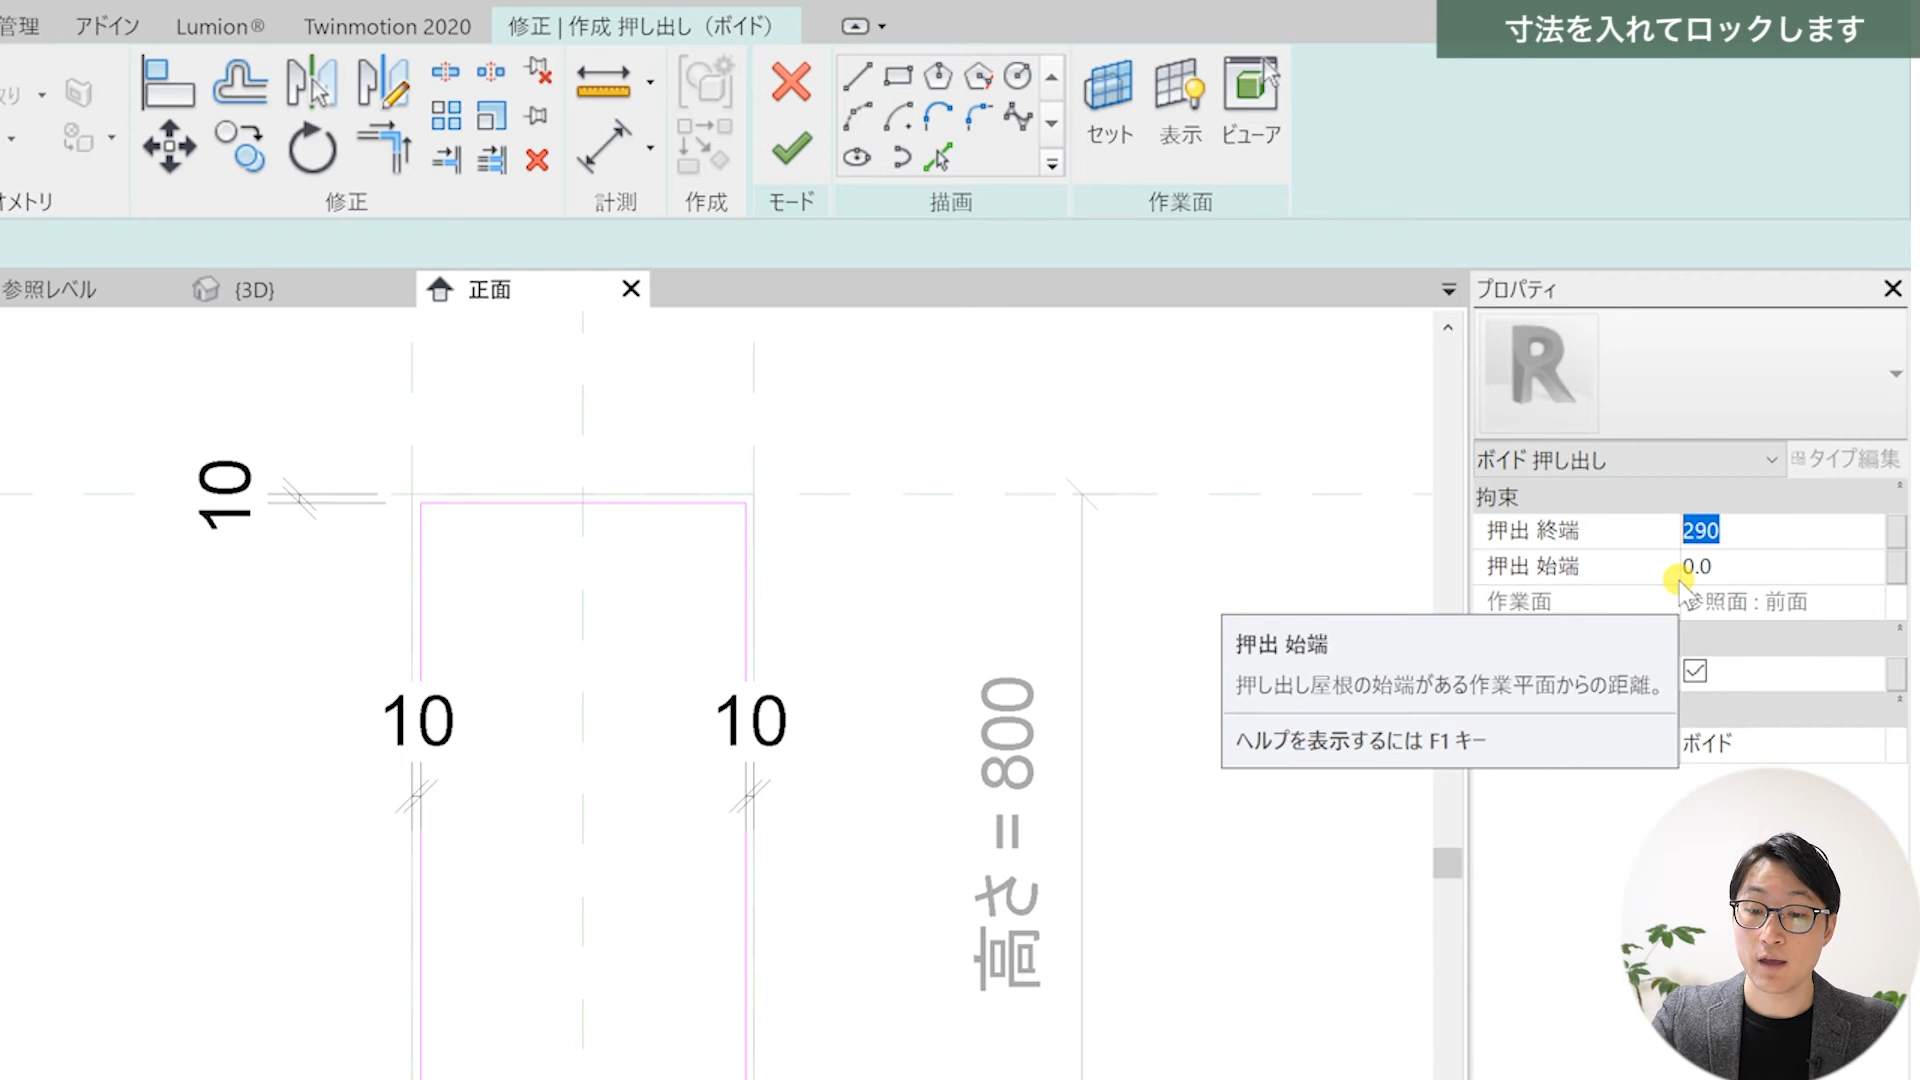 管理 アドイン Lumion® Twinmotion 2020 修正 | 作成 押し出し（ボイド）
寸法を入れてロックします
セット 表示 ビューア
修正 計測 作成 モード 描画 作業面
参照レベル {3D} 正面
プロパティ
R
ボイド 押し出し タイプ編集
拘束
押出 終端 290
押出 始端 0.0
作業面 参照面 : 前面
押出 始端
押し出し屋根の始端がある作業平面からの距離。
ヘルプを表示するには F1 キー
ボイド
10
10 10
高さ = 800